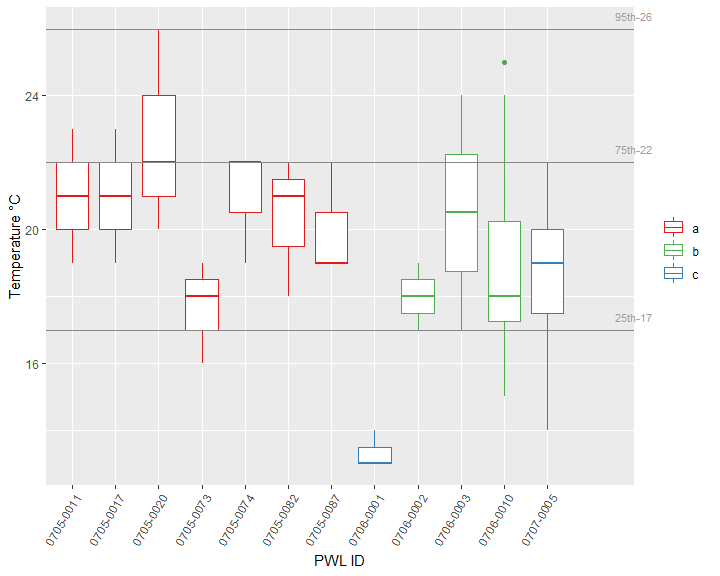 95th-26
24
75th-22
Temperature °C
20
a
b
c
25th-17
16
0705-0011
0705-0017
0705-0020
0705-0073
0705-0074
0705-0082
0705-0087
0706-0001
0706-0002
0706-0003
0706-0010
0707-0005
PWL ID